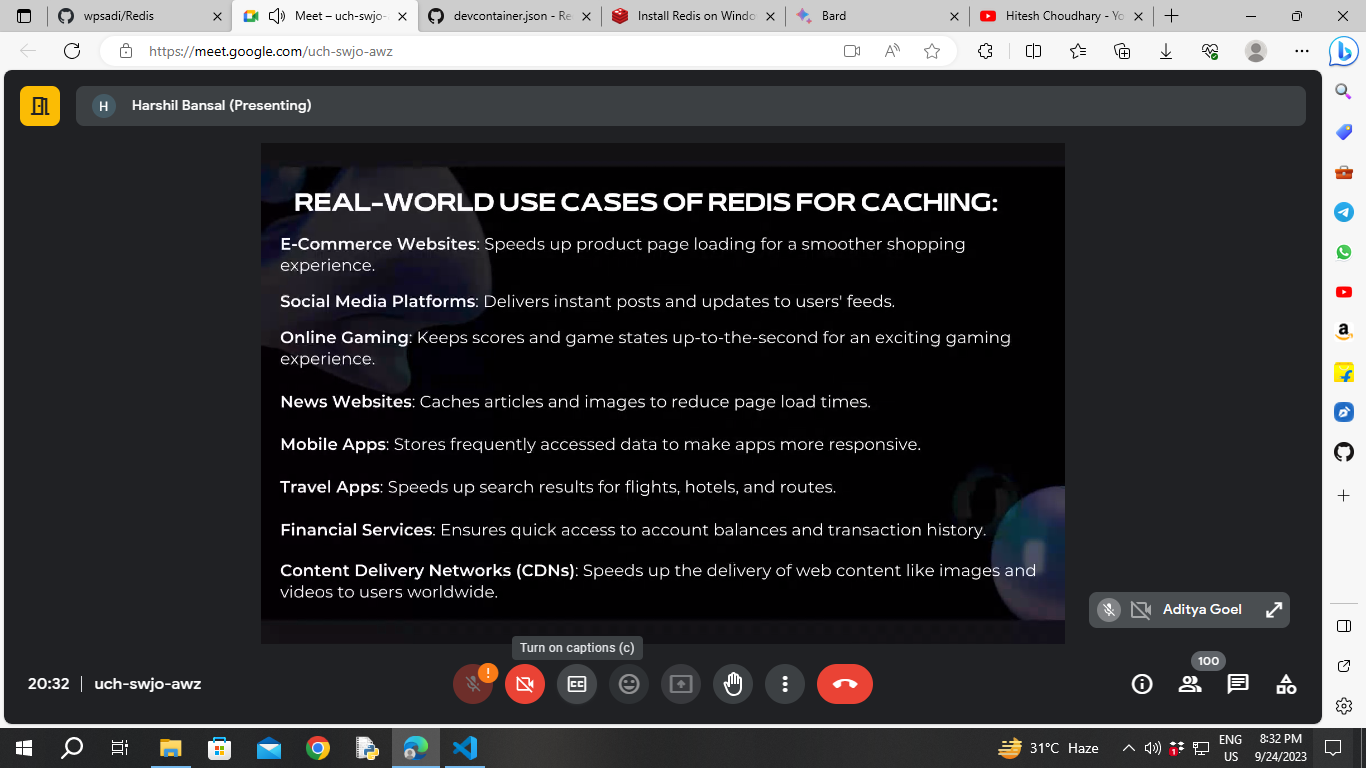 wpsadi/Redis
Meet – uch-swjo-
devcontainer.json - Re
Install Redis on Windo
Bard
Hitesh Choudhary - Yo
https://meet.google.com/uch-swjo-awz
H
Harshil Bansal (Presenting)
REAL-WORLD USE CASES OF REDIS FOR CACHING:
E-Commerce Websites: Speeds up product page loading for a smoother shopping
experience.
Social Media Platforms: Delivers instant posts and updates to users' feeds.
Online Gaming: Keeps scores and game states up-to-the-second for an exciting gaming
experience.
News Websites: Caches articles and images to reduce page load times.
Mobile Apps: Stores frequently accessed data to make apps more responsive.
Travel Apps: Speeds up search results for flights, hotels, and routes.
Financial Services: Ensures quick access to account balances and transaction history.
Content Delivery Networks (CDNs): Speeds up the delivery of web content like images and
videos to users worldwide.
Aditya Goel
Turn on captions (c)
100
20:32 | uch-swjo-awz
31°C Haze
ENG
US
8:32 PM
9/24/2023